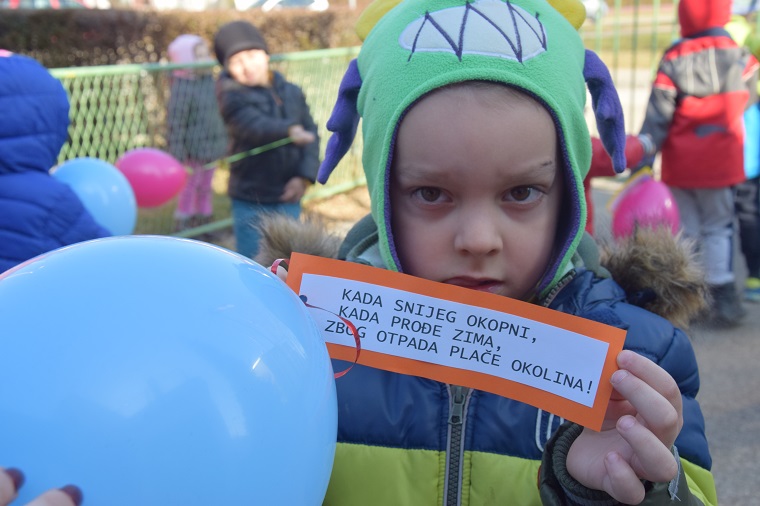 KADA SNIJEG OKOPNI,
KADA PROĐE ZIMA,
ZBOG OTPADA PLAČE OKOLINA!